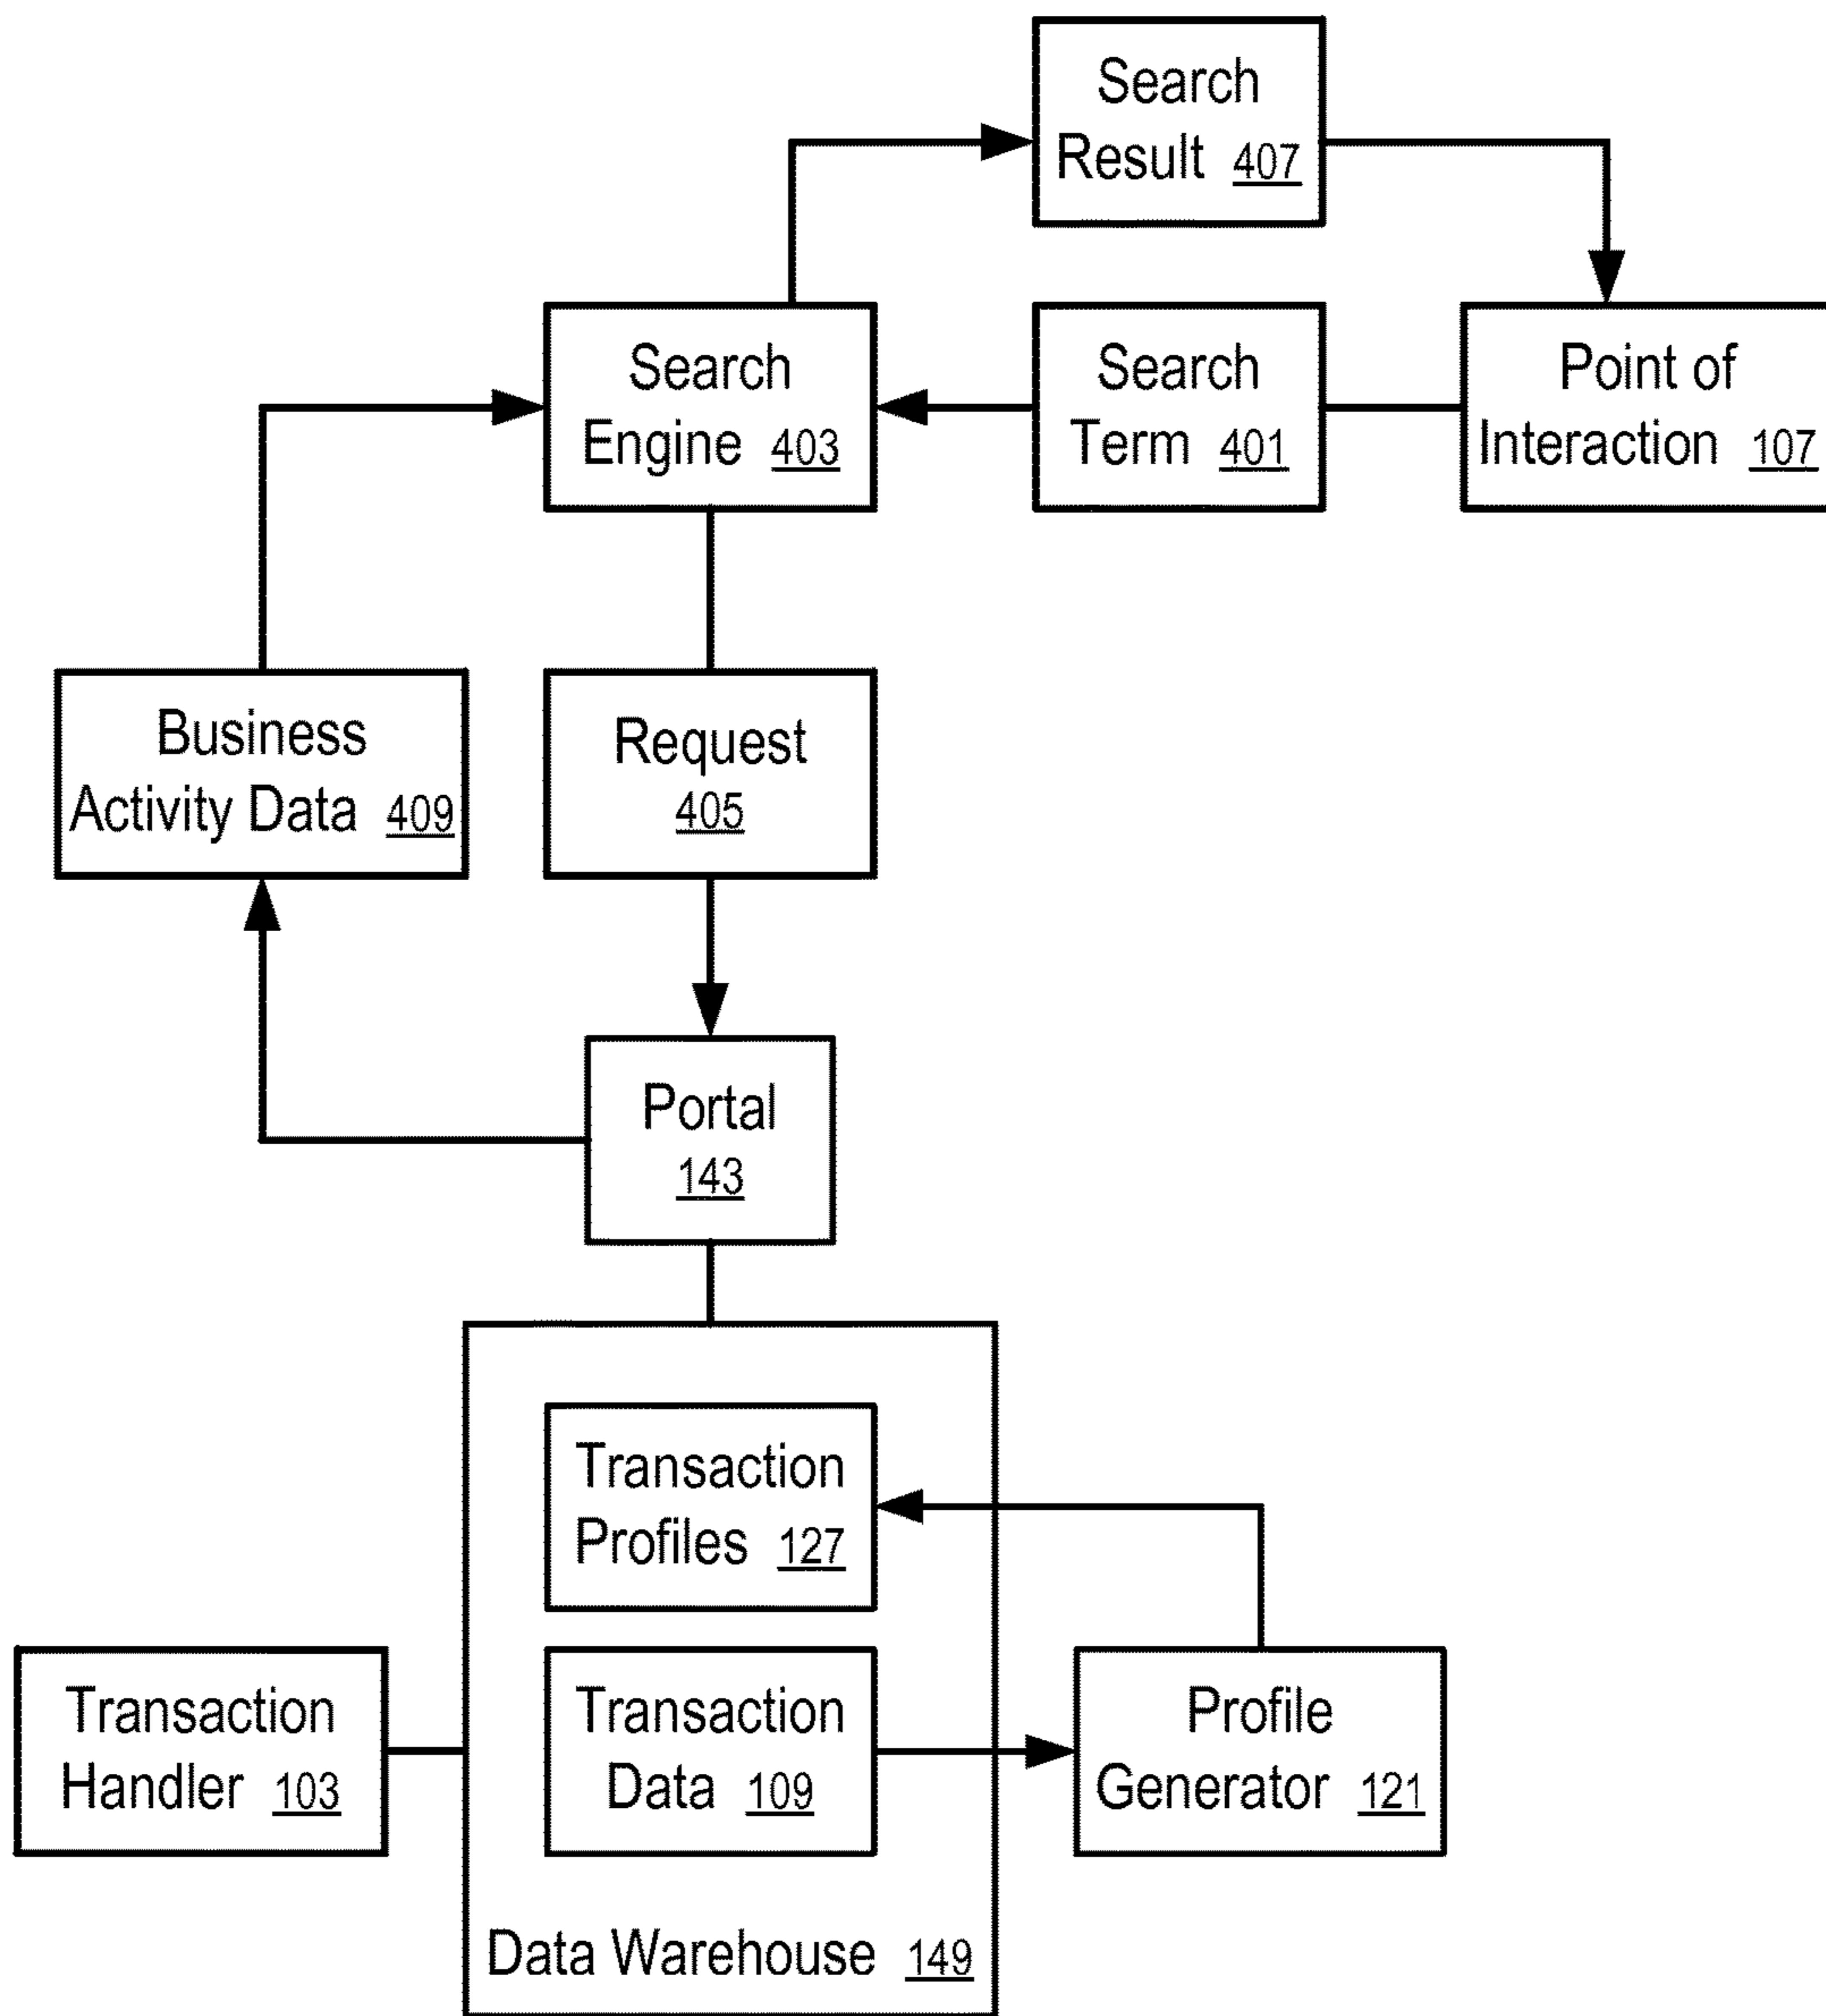 Search
Result 407
Search
Engine 403
Search
Term 401
Point of
Interaction 107
Business
Activity Data 409
Request
405
Portal
143
Transaction
Profiles 127
Transaction
Handler 103
Transaction
Data 109
Profile
Generator 121
Data Warehouse 149